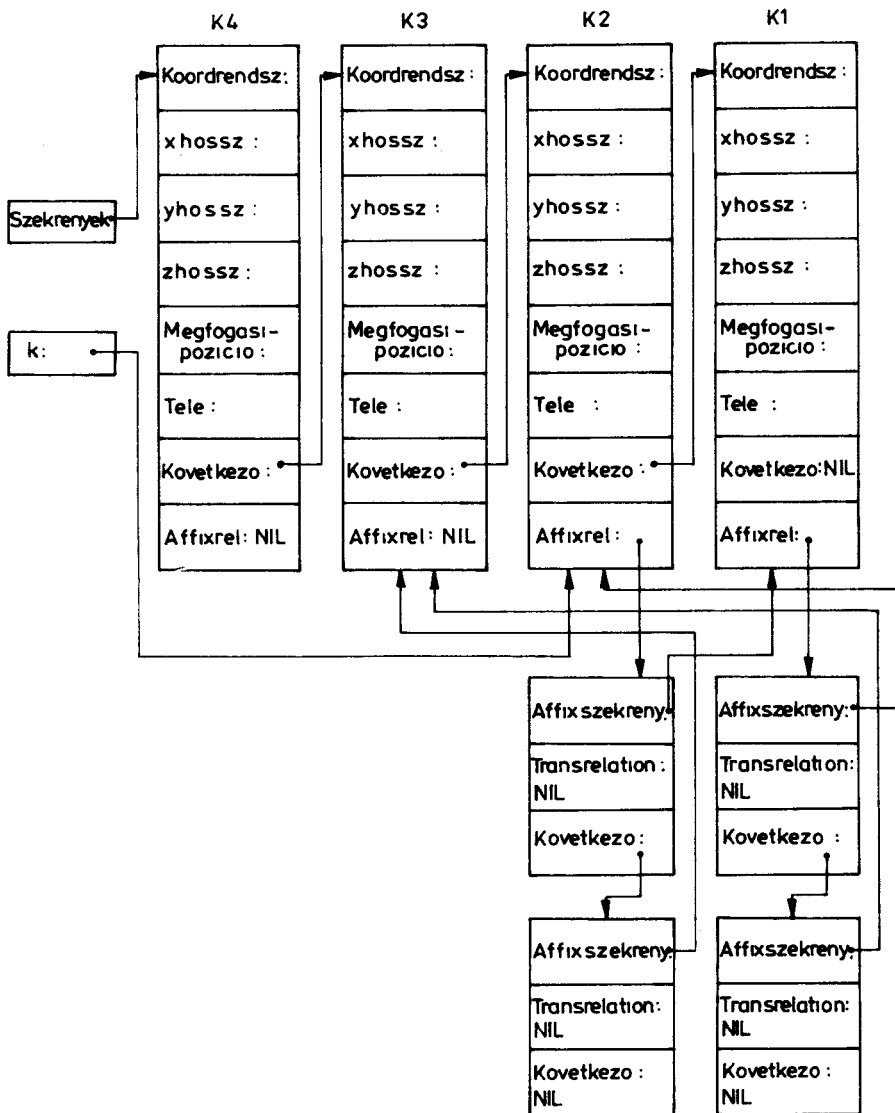 K4
K3
K2
K1
Szekrenyek
k:
Koordrendsz:
xhossz :
yhossz :
zhossz :
Megfogasi-
pozicio :
Tele :
Kovetkezo :
Affixrel: NIL
Koordrendsz :
xhossz :
yhossz :
zhossz :
Megfogasi-
pozicio :
Tele :
Kovetkezo :
Affixrel: NIL
Koordrendsz :
xhossz :
yhossz :
zhossz :
Megfogasi-
pozicio :
Tele :
Kovetkezo :
Affixrel:
Koordrendsz :
xhossz :
yhossz :
zhossz :
Megfogasi-
pozicio :
Tele :
Kovetkezo:NIL
Affixrel:
Affixszekreny:
Transrelation:
NIL
Kovetkezo:
Affixszekreny:
Transrelation:
NIL
Kovetkezo :
Affixszekreny:
Transrelation:
NIL
Kovetkezo :
NIL
Affixszekreny:
Transrelation:
NIL
Kovetkezo :
NIL